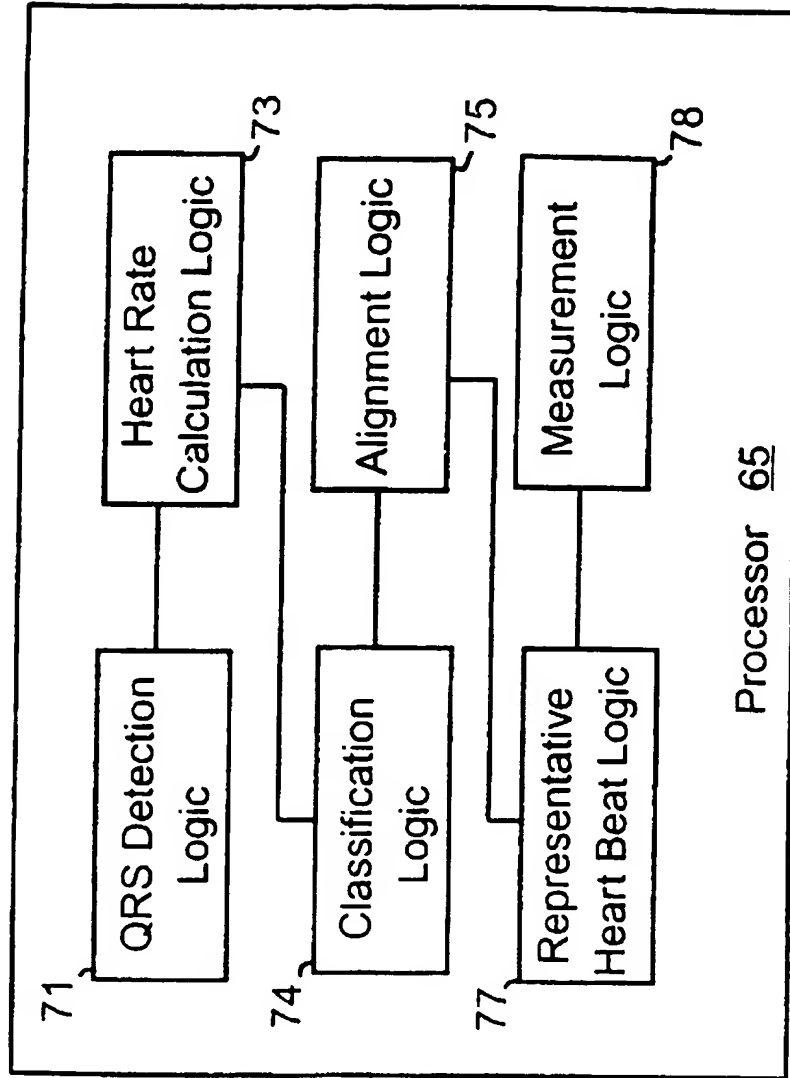 71
QRS Detection
Logic
Heart Rate
Calculation Logic
73
74
Classification
Logic
Alignment Logic
75
77
Representative
Heart Beat Logic
Measurement
Logic
78
Processor 65